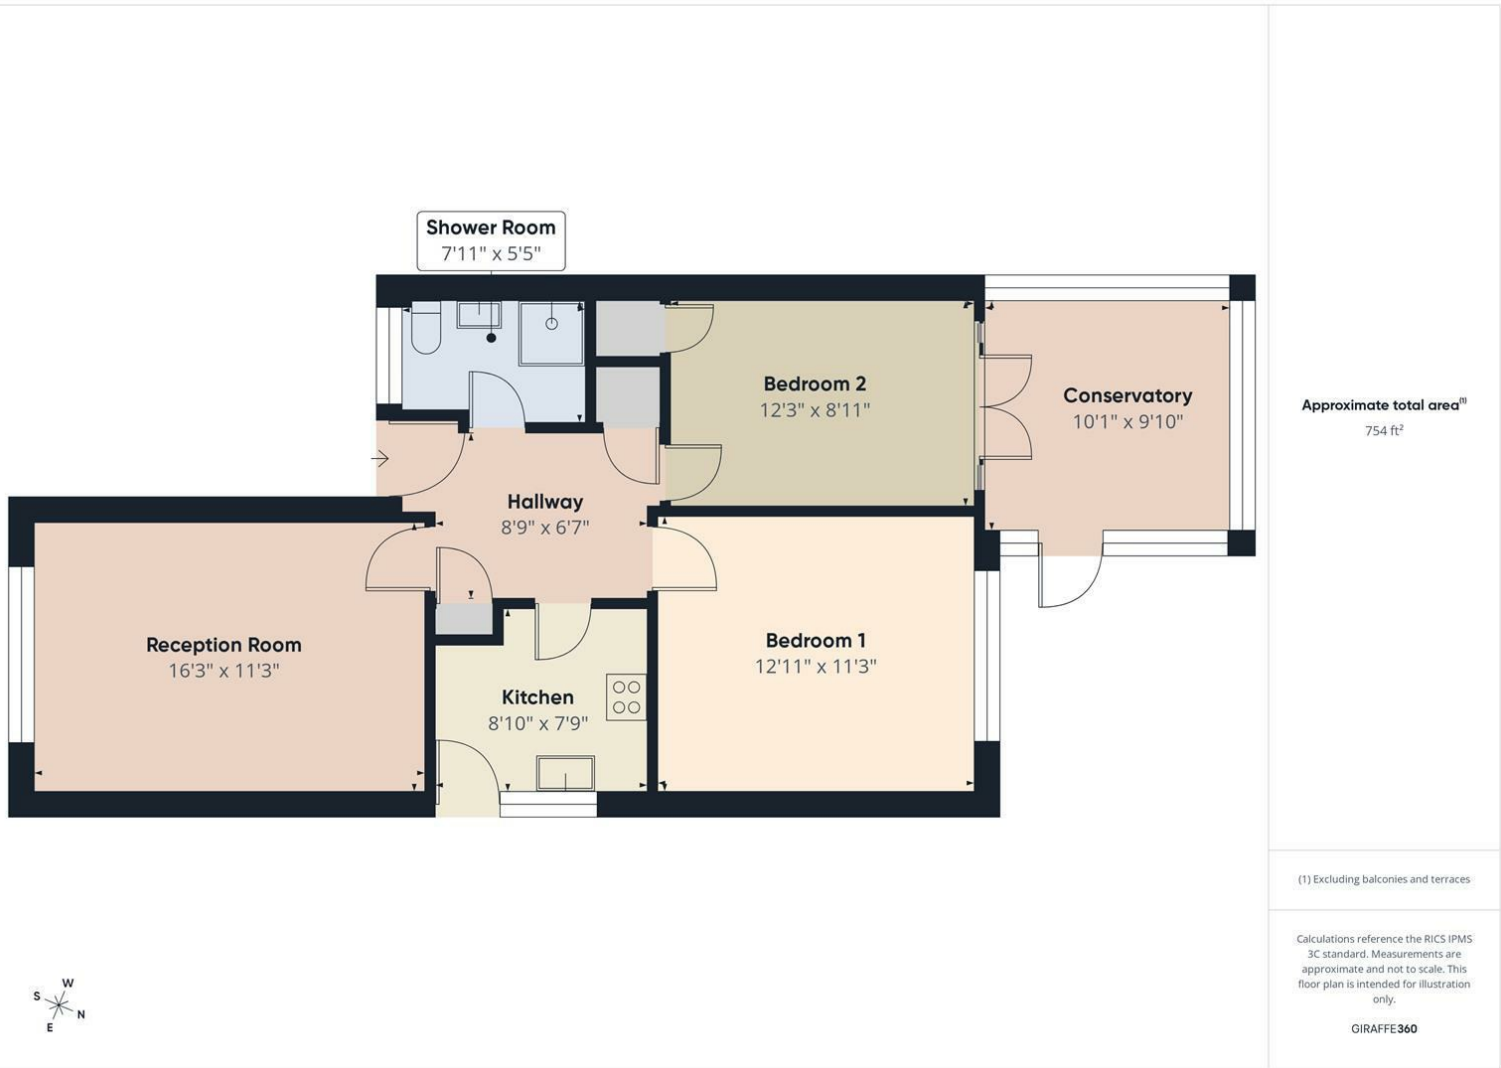 Shower Room
7'11" x 5'5"
Bedroom 2
12'3" x 8'11"
Conservatory
10'1" x 9'10"
Hallway
8'9" x 6'7"
Reception Room
16'3" x 11'3"
Bedroom 1
12'11" x 11'3"
Kitchen
8'10" x 7'9"
W
S
N
E
Approximate total area(1)
754 ft²
(1) Excluding balconies and terraces
Calculations reference the RICS IPMS
3C standard. Measurements are
approximate and not to scale. This
floor plan is intended for illustration
only.
GIRAFFE360